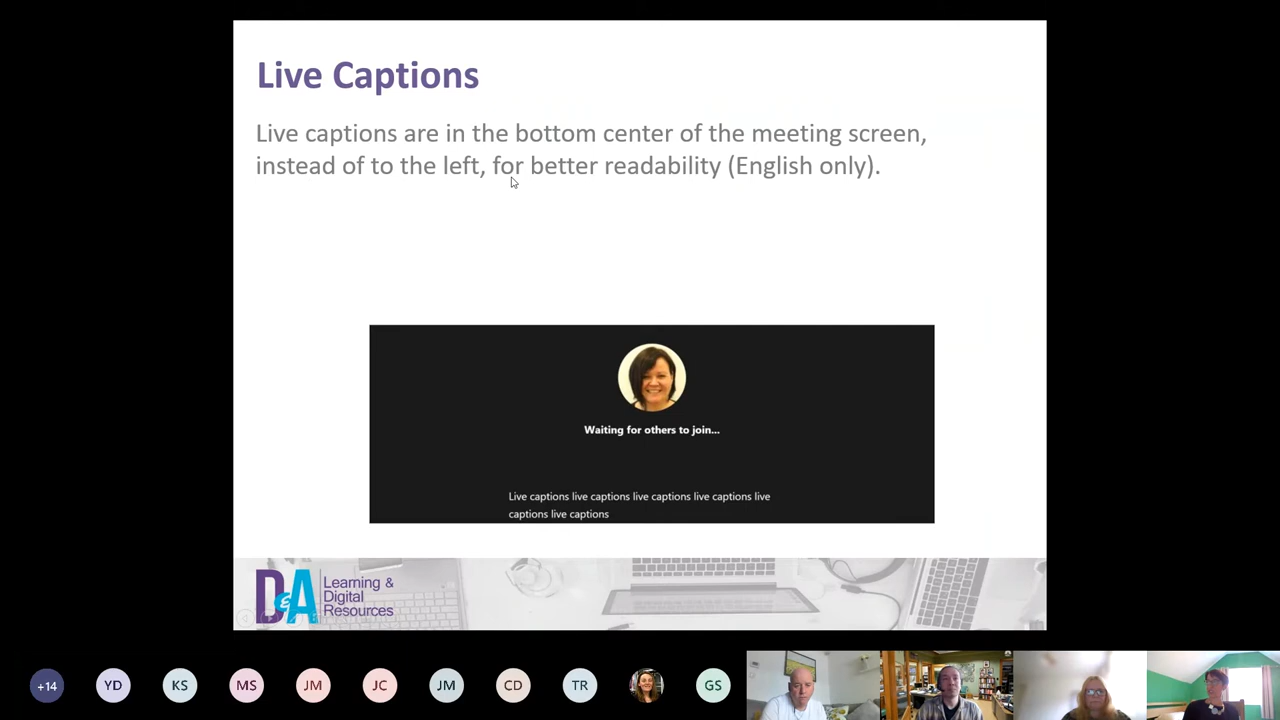 Live Captions
Live captions are in the bottom center of the meeting screen,
instead of to the left, for better readability (English only).
Waiting for others to join...
Live captions live captions live captions live captions live
captions live captions
D&A
Learning &
Digital
Resources
+14
YD
KS
MS
JM
JC
JM
CD
TR
GS